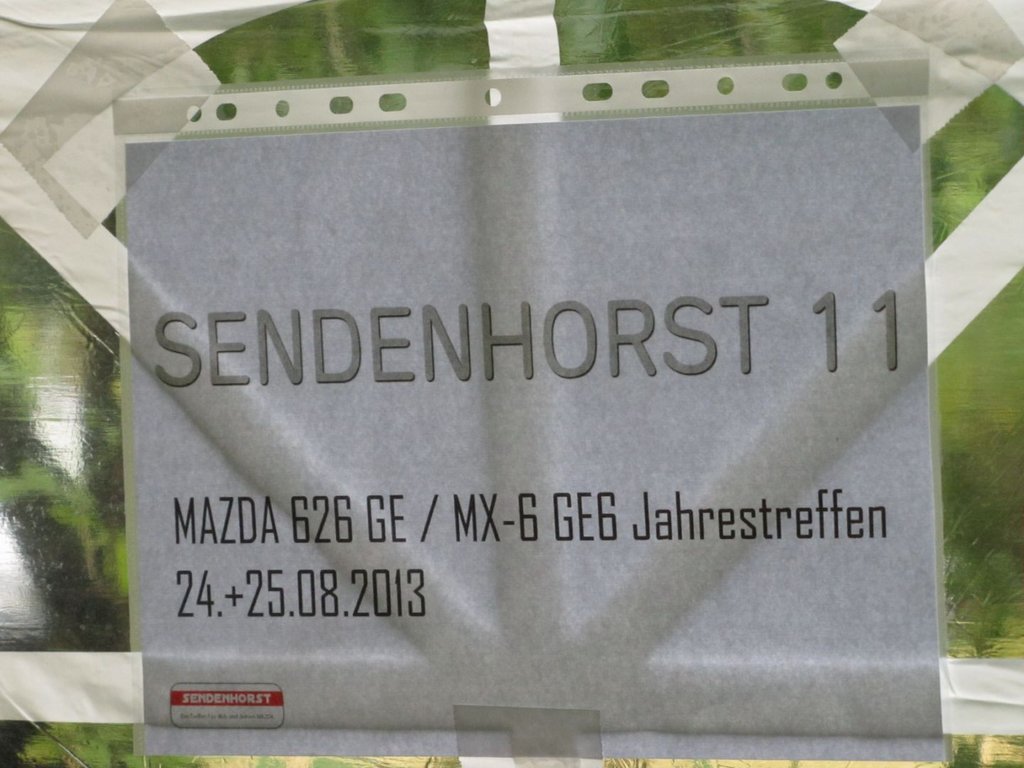 SENDENHORST 11
MAZDA 626 GE / MX-6 GE6 Jahrestreffen
24.+25.08.2013
SENDENHORST